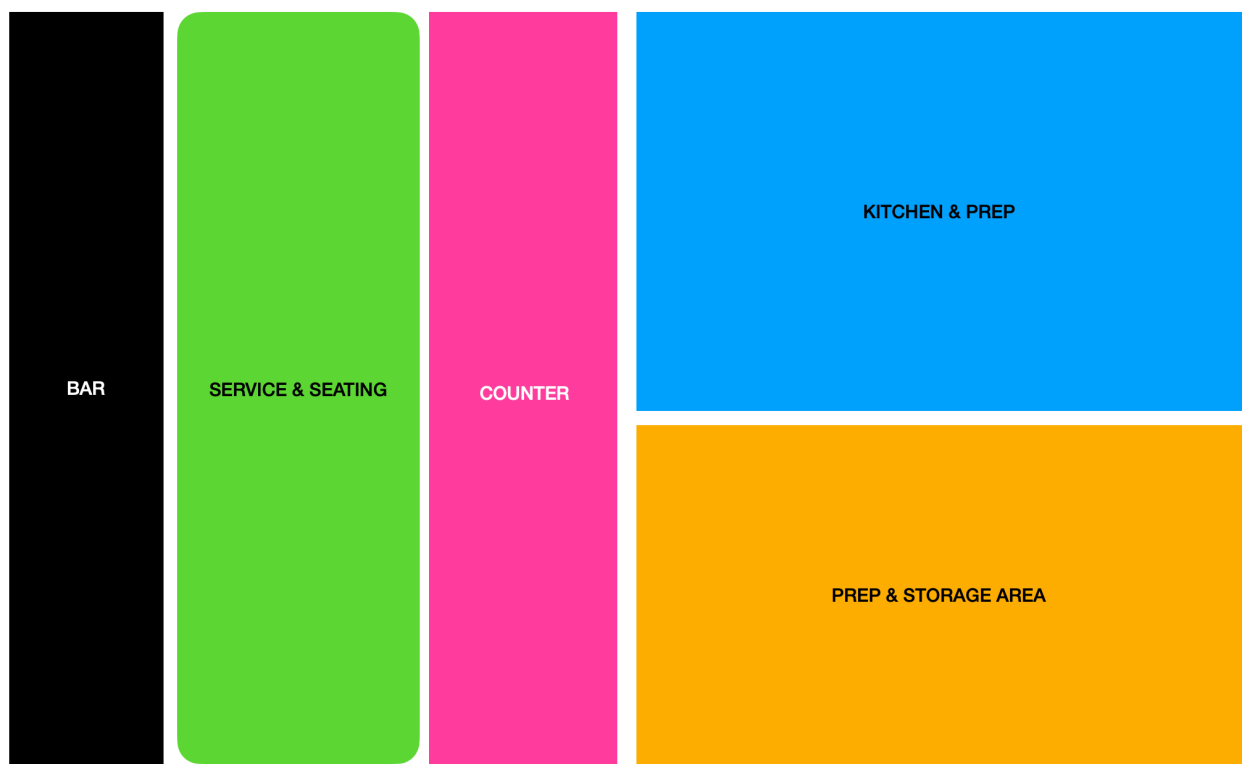 BAR
SERVICE & SEATING
COUNTER
KITCHEN & PREP
PREP & STORAGE AREA